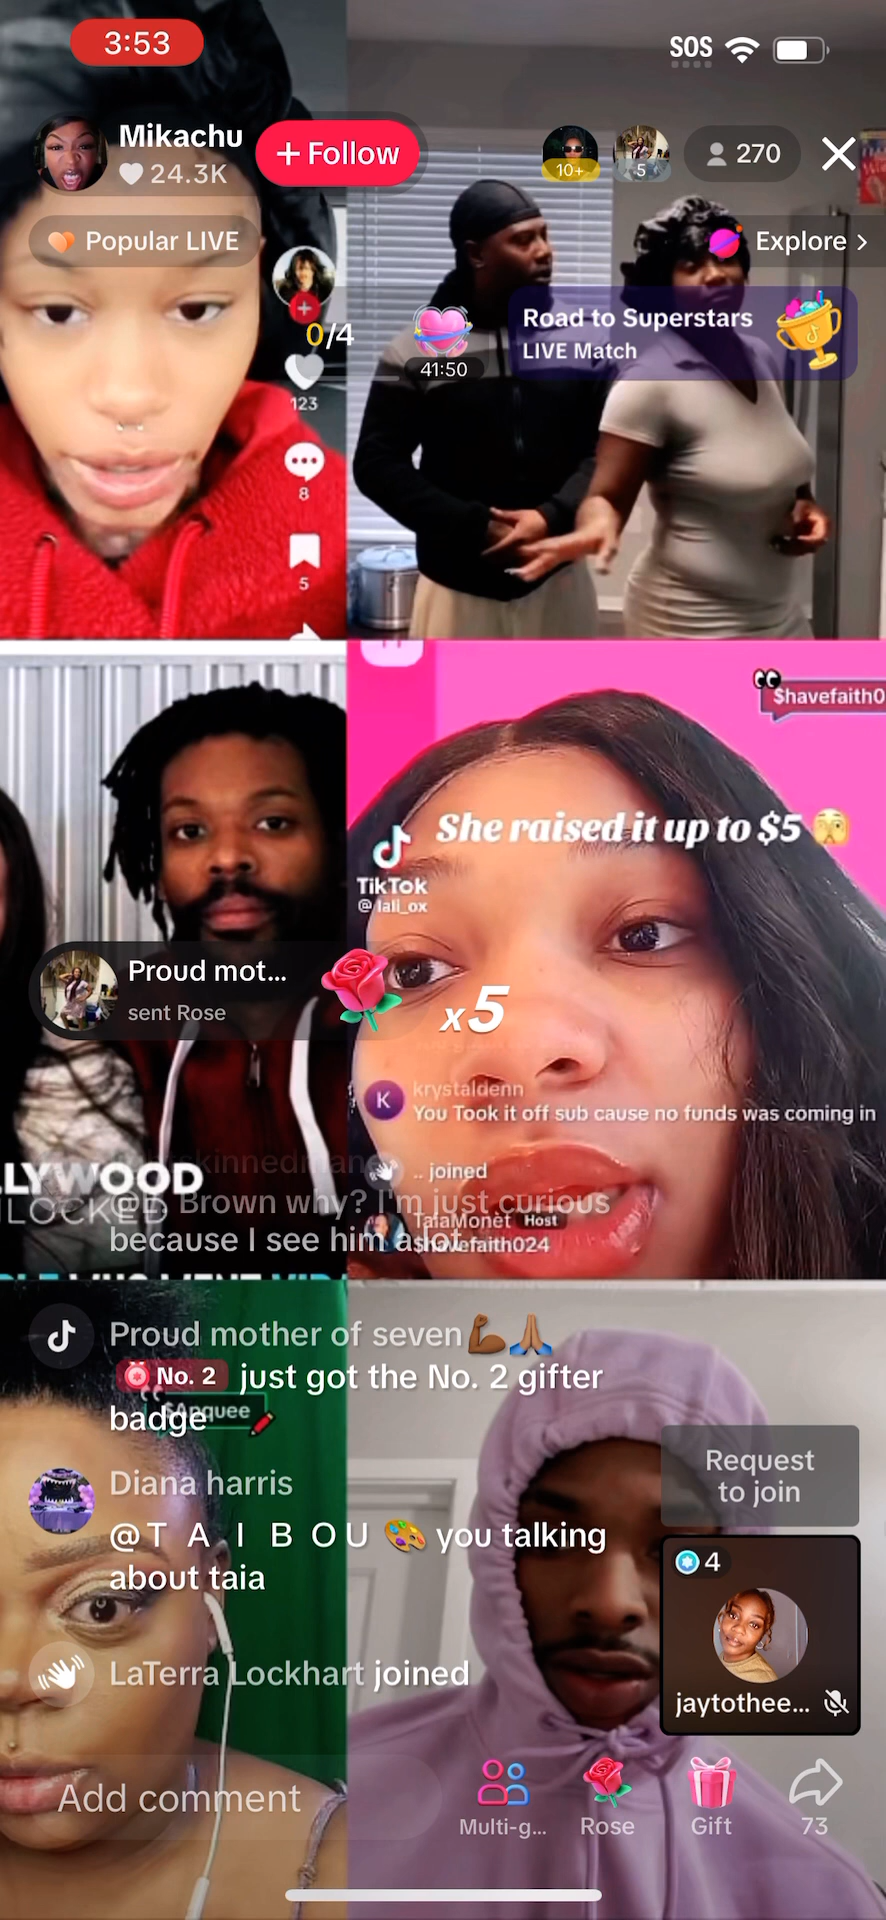 3:53
SOS
Mikachu
24.3K
+ Follow
10+
5
270
Popular LIVE
Explore >
0/4
41:50
Road to Superstars
LIVE Match
123
8
5
$havefaith0
She raised it up to $5
TikTok
@lali_ox
Proud mot...
sent Rose
x5
K
krystaldenn
You Took it off sub cause no funds was coming in
.. joined
LLYWOOD
NLOCKED
Brown why? I'm just curious
because I see him a lot
TaiaMonèt Host
$havefaith024
Proud mother of seven💪🏾🙏🏽
No. 2 just got the No. 2 gifter
badge
Diana harris
@T A I B O U 🎨 you talking
about taia
Request
to join
4
LaTerra Lockhart joined
jaytothee...
Add comment
Multi-g...
Rose
Gift
73